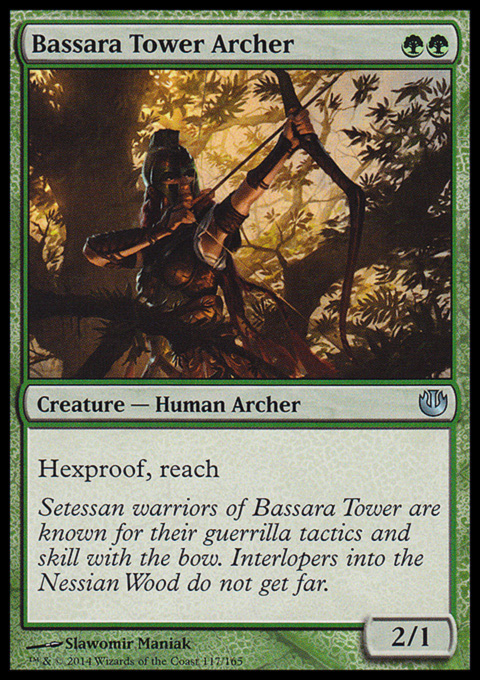 Bassara Tower Archer
Creature — Human Archer
Hexproof, reach
Setessan warriors of Bassara Tower are
known for their guerrilla tactics and
skill with the bow. Interlopers into the
Nessian Wood do not get far.
2/1
Slawomir Maniak
™ & © 2014 Wizards of the Coast 117/165